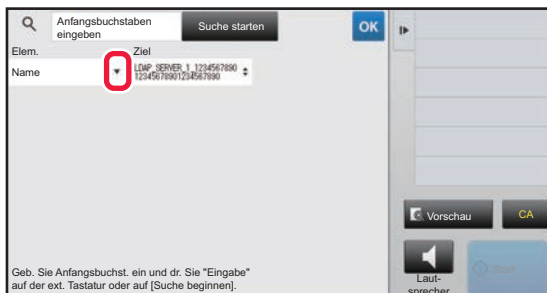 Anfangsbuchstaben
eingeben
Suche starten
OK
Elem.
Ziel
Name
LDAP_SERVER_1_1234567890
12345678901234567890
Geb. Sie Anfangsbuchst. ein und dr. Sie "Eingabe"
auf der ext. Tastatur oder auf [Suche beginnen].
Vorschau
CA
Laut-
sprecher
Start